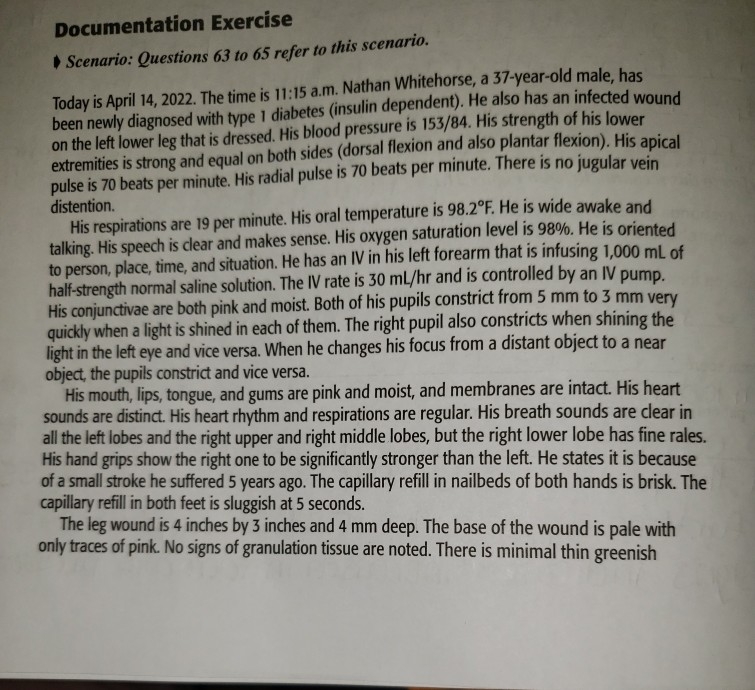 Documentation Exercise
Scenario: Questions 63 to 65 refer to this scenario.
Today is April 14, 2022. The time is 11:15 a.m. Nathan Whitehorse, a 37-year-old male, has
been newly diagnosed with type 1 diabetes (insulin dependent). He also has an infected wound
on the left lower leg that is dressed. His blood pressure is 153/84. His strength of his lower
extremities is strong and equal on both sides (dorsal flexion and also plantar flexion). His apical
pulse is 70 beats per minute. His radial pulse is 70 beats per minute. There is no jugular vein
distention.
His respirations are 19 per minute. His oral temperature is 98.2°F. He is wide awake and
talking. His speech is clear and makes sense. His oxygen saturation level is 98%. He is oriented
to person, place, time, and situation. He has an IV in his left forearm that is infusing 1,000 mL of
half-strength normal saline solution. The IV rate is 30 mL/hr and is controlled by an IV pump.
His conjunctivae are both pink and moist. Both of his pupils constrict from 5 mm to 3 mm very
quickly when a light is shined in each of them. The right pupil also constricts when shining the
light in the left eye and vice versa. When he changes his focus from a distant object to a near
object, the pupils constrict and vice versa.
His mouth, lips, tongue, and gums are pink and moist, and membranes are intact. His heart
sounds are distinct. His heart rhythm and respirations are regular. His breath sounds are clear in
all the left lobes and the right upper and right middle lobes, but the right lower lobe has fine rales.
His hand grips show the right one to be significantly stronger than the left. He states it is because
of a small stroke he suffered 5 years ago. The capillary refill in nailbeds of both hands is brisk. The
capillary refill in both feet is sluggish at 5 seconds.
The leg wound is 4 inches by 3 inches and 4 mm deep. The base of the wound is pale with
only traces of pink. No signs of granulation tissue are noted. There is minimal thin greenish